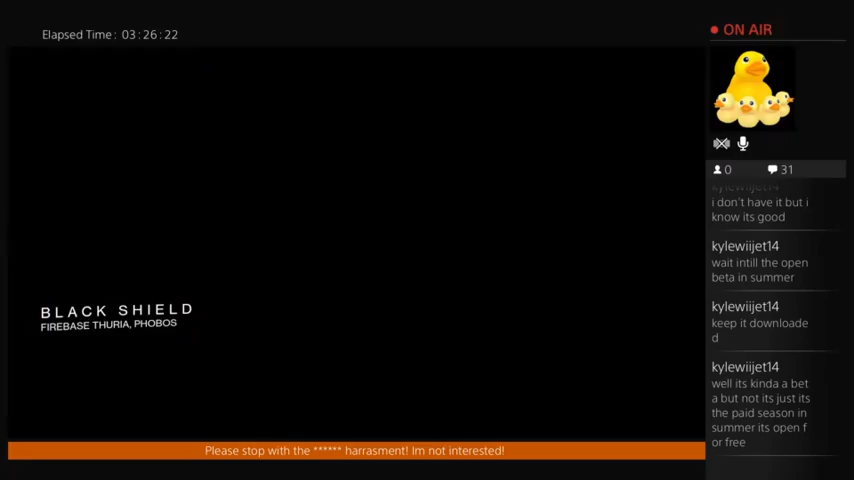 Elapsed Time: 03:26:22
ON AIR
0 31
kylewiijet14
i don't have it but i
know its good
kylewiijet14
wait intill the open
beta in summer
kylewiijet14
keep it downloade
d
kylewiijet14
well its kinda a bet
a but not its just its
the paid season in
summer its open f
or free
BLACK SHIELD
FIREBASE THURIA, PHOBOS
Please stop with the ****** harrasment! Im not interested!